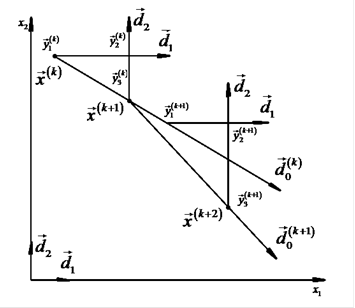 x₂
y⃗₁⁽ᵏ⁾ y⃗₂⁽ᵏ⁾ d⃗₂ d⃗₁
x⃗⁽ᵏ⁾ y⃗₃⁽ᵏ⁾
x⃗⁽ᵏ⁺¹⁾ y⃗₁⁽ᵏ⁺¹⁾ d⃗₂ d⃗₁
y⃗₂⁽ᵏ⁺¹⁾
d⃗₀⁽ᵏ⁾
y⃗₃⁽ᵏ⁺¹⁾
x⃗⁽ᵏ⁺²⁾ d⃗₀⁽ᵏ⁺¹⁾
d⃗₂
d⃗₁
x₁